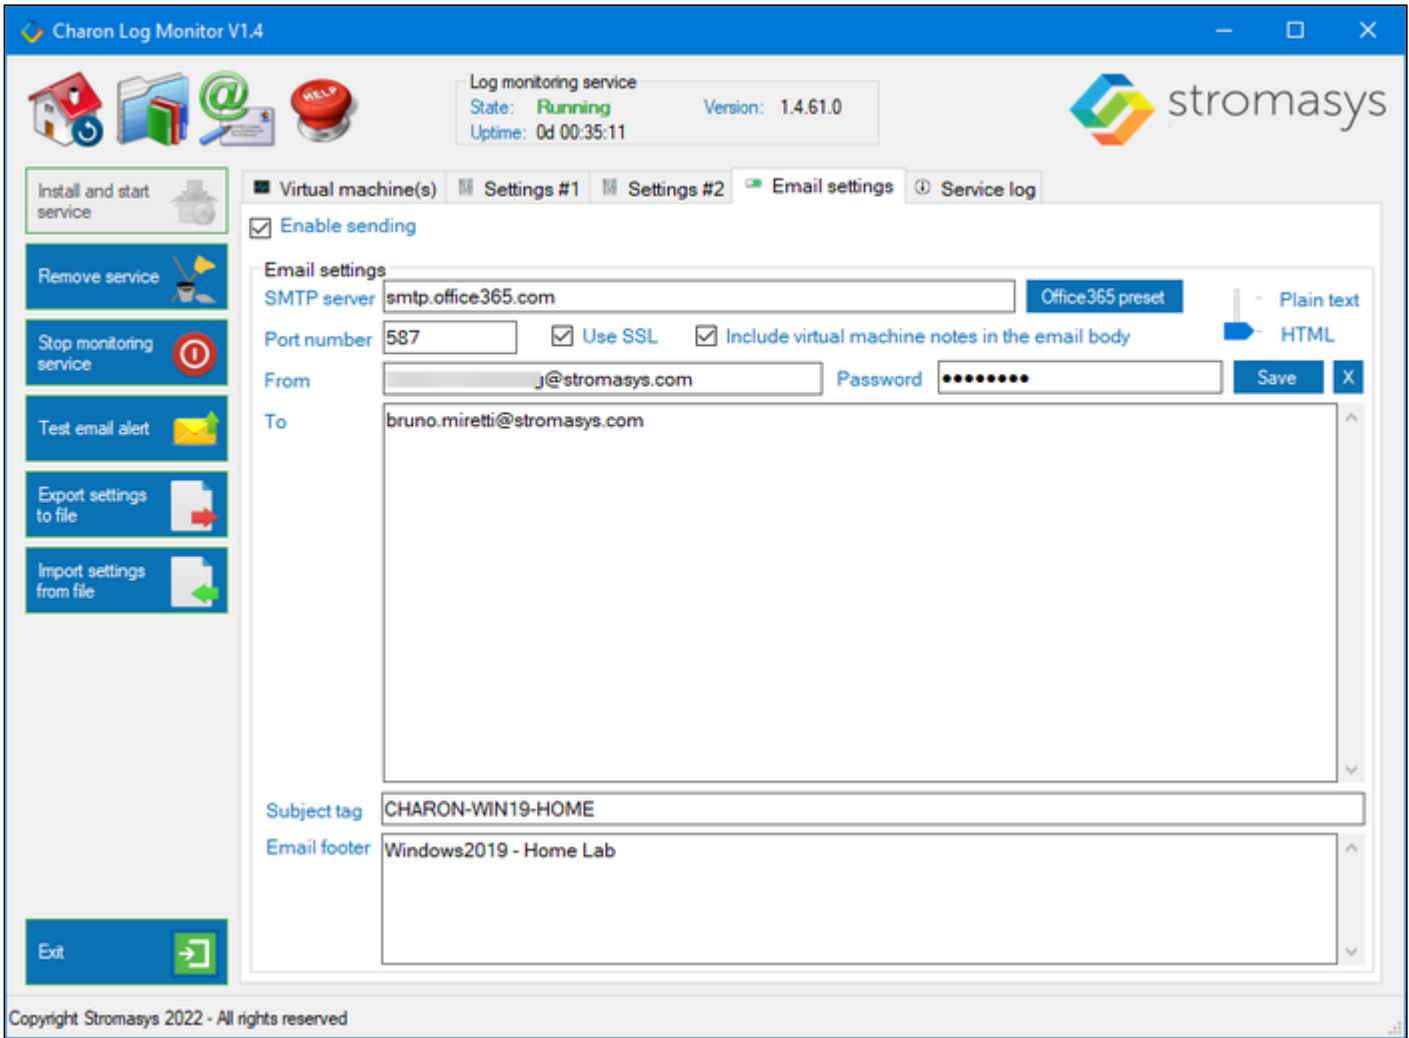 Charon Log Monitor V1.4
HELP
Log monitoring service
State: Running Version: 1.4.61.0
Uptime: 0d 00:35:11
stromasys
Install and start
service
Remove service
Stop monitoring
service
Test email alert
Export settings
to file
Import settings
from file
Exit
Virtual machine(s) Settings #1 Settings #2 Email settings Service log
Enable sending
Email settings
SMTP server smtp.office365.com Office365 preset Plain text
Port number 587 Use SSL Include virtual machine notes in the email body HTML
From @stromasys.com Password ●●●●●●●● Save X
To bruno.miretti@stromasys.com
Subject tag CHARON-WIN19-HOME
Email footer Windows2019 - Home Lab
Copyright Stromasys 2022 - All rights reserved